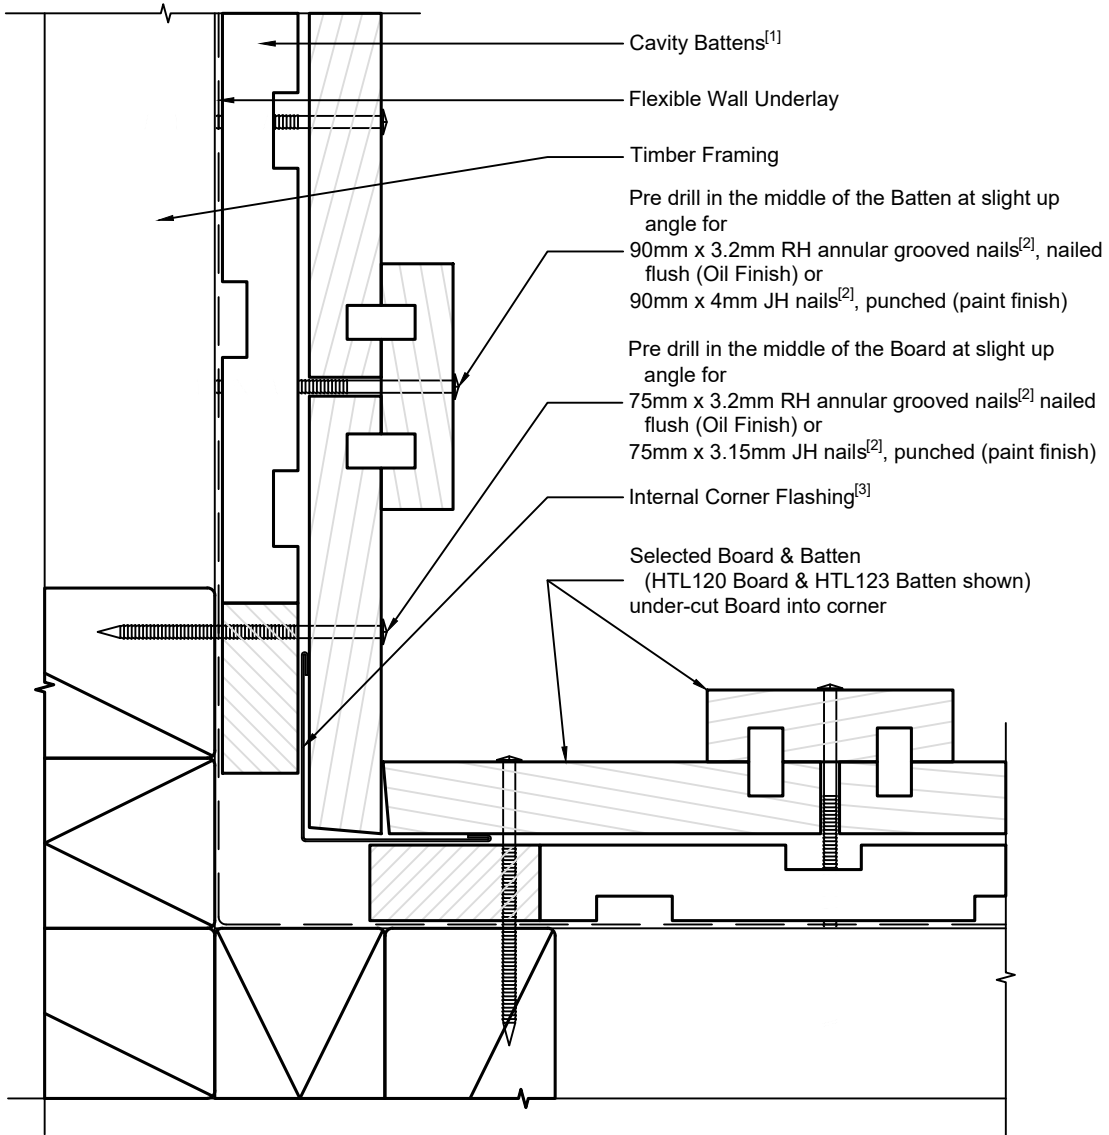 Cavity Battens[1]
Flexible Wall Underlay
Timber Framing
Pre drill in the middle of the Batten at slight up
angle for
90mm x 3.2mm RH annular grooved nails[2], nailed
flush (Oil Finish) or
90mm x 4mm JH nails[2], punched (paint finish)
Pre drill in the middle of the Board at slight up
angle for
75mm x 3.2mm RH annular grooved nails[2] nailed
flush (Oil Finish) or
75mm x 3.15mm JH nails[2], punched (paint finish)
Internal Corner Flashing[3]
Selected Board & Batten
(HTL120 Board & HTL123 Batten shown)
under-cut Board into corner